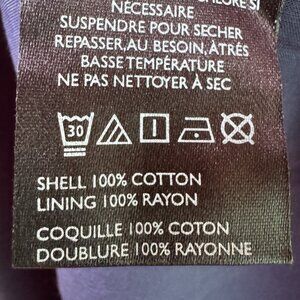 NÉCESSAIRE
SUSPENDRE POUR SÉCHER
REPASSER, AU BESOIN, À TRÈS
BASSE TEMPÉRATURE
NE PAS NETTOYER À SEC
30
SHELL 100% COTTON
LINING 100% RAYON
COQUILLE 100% COTON
DOUBLURE 100% RAYONNE